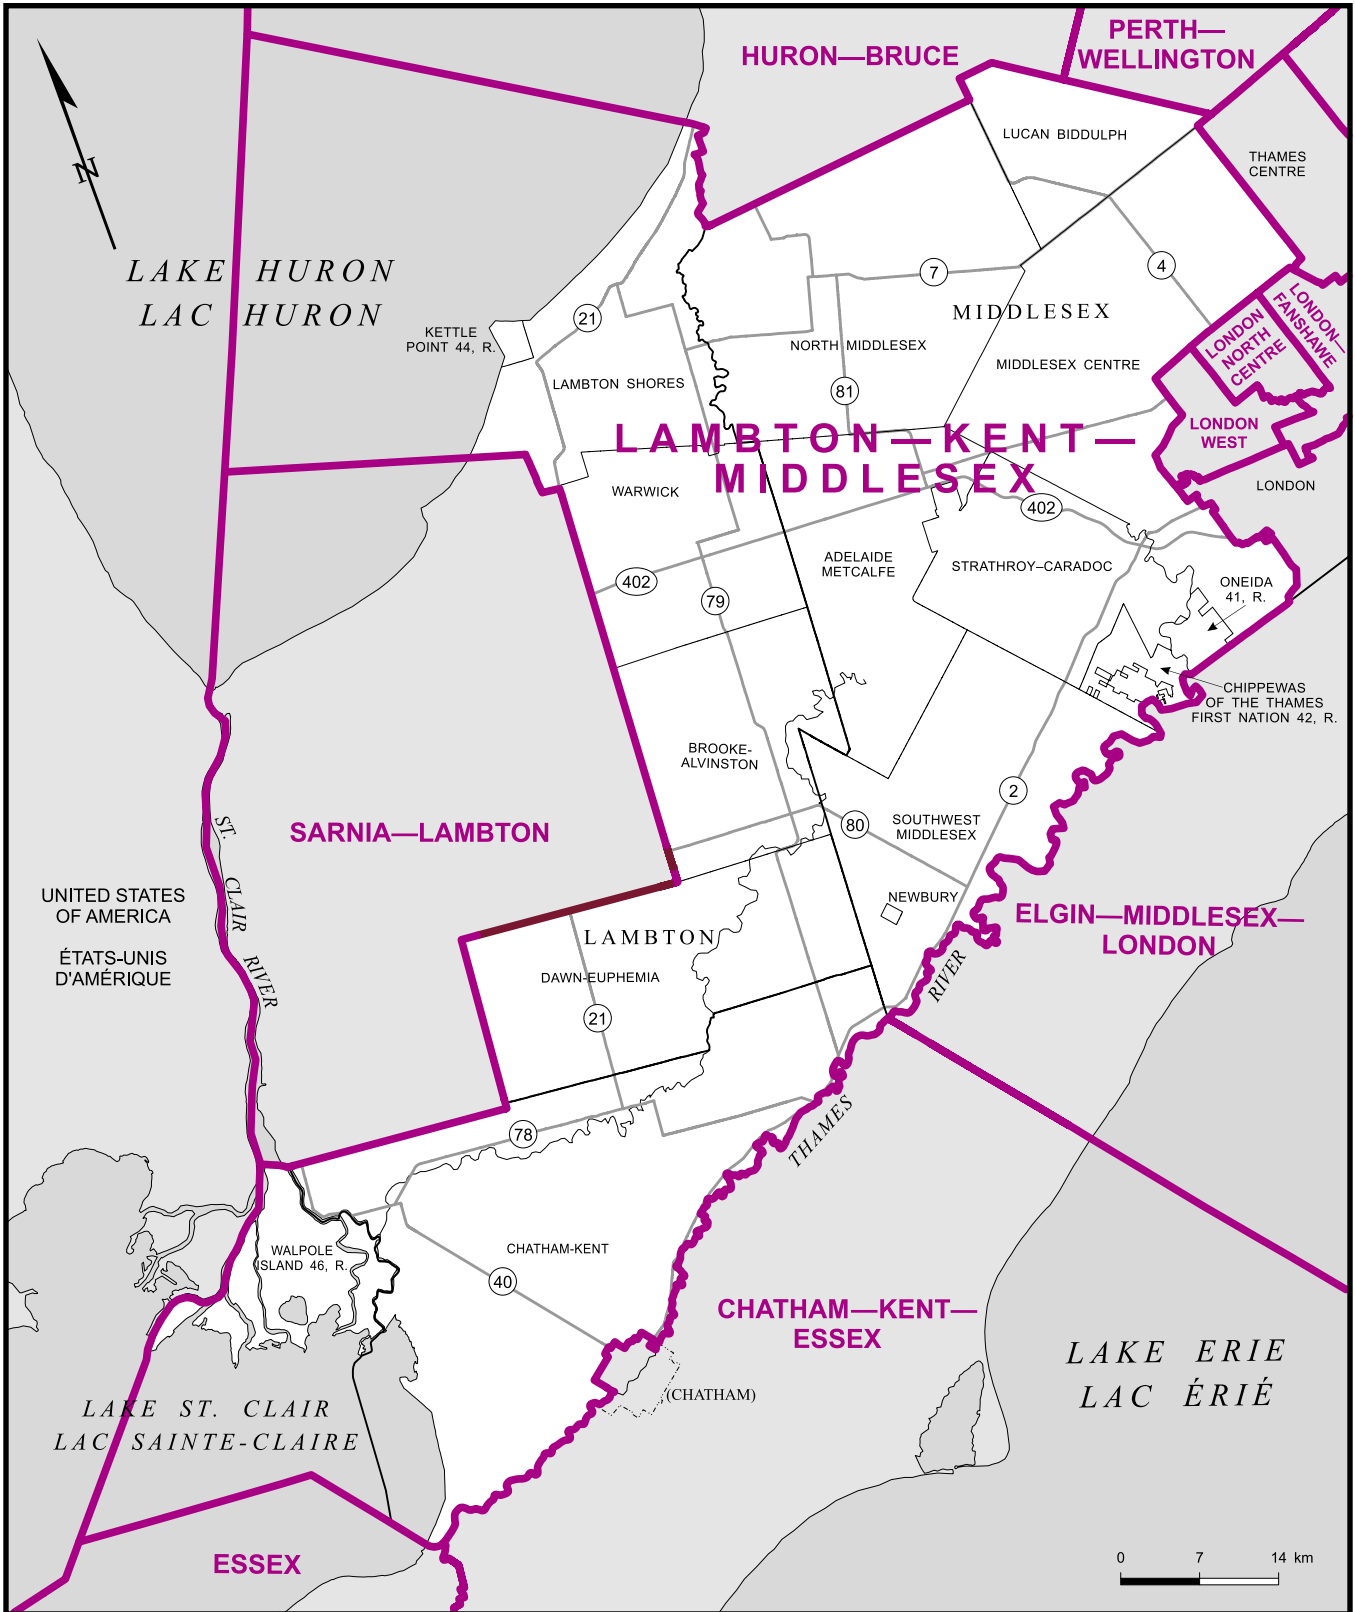 PERTH—
WELLINGTON
HURON—BRUCE
LUCAN BIDDULPH
THAMES
CENTRE
N
LAKE HURON
LAC HURON
7
4
21
MIDDLESEX
LONDON—
FANSHAWE
LONDON
NORTH
CENTRE
KETTLE
POINT 44, R.
NORTH MIDDLESEX
MIDDLESEX CENTRE
LAMBTON SHORES
81
LAMBTON—KENT—
MIDDLESEX
LONDON
WEST
WARWICK
LONDON
402
ADELAIDE
METCALFE
STRATHROY–CARADOC
402
79
ONEIDA
41, R.
CHIPPEWAS
OF THE THAMES
FIRST NATION 42, R.
BROOKE-
ALVINSTON
2
80
SOUTHWEST
MIDDLESEX
SARNIA—LAMBTON
ST.
CLAIR
RIVER
UNITED STATES
OF AMERICA
ÉTATS-UNIS
D'AMÉRIQUE
NEWBURY
ELGIN—MIDDLESEX—
LONDON
LAMBTON
DAWN-EUPHEMIA
RIVER
21
THAMES
78
WALPOLE
ISLAND 46, R.
CHATHAM-KENT
40
CHATHAM—KENT—
ESSEX
LAKE ERIE
LAC ÉRIÉ
(CHATHAM)
LAKE ST. CLAIR
LAC SAINTE-CLAIRE
ESSEX
0 7 14 km